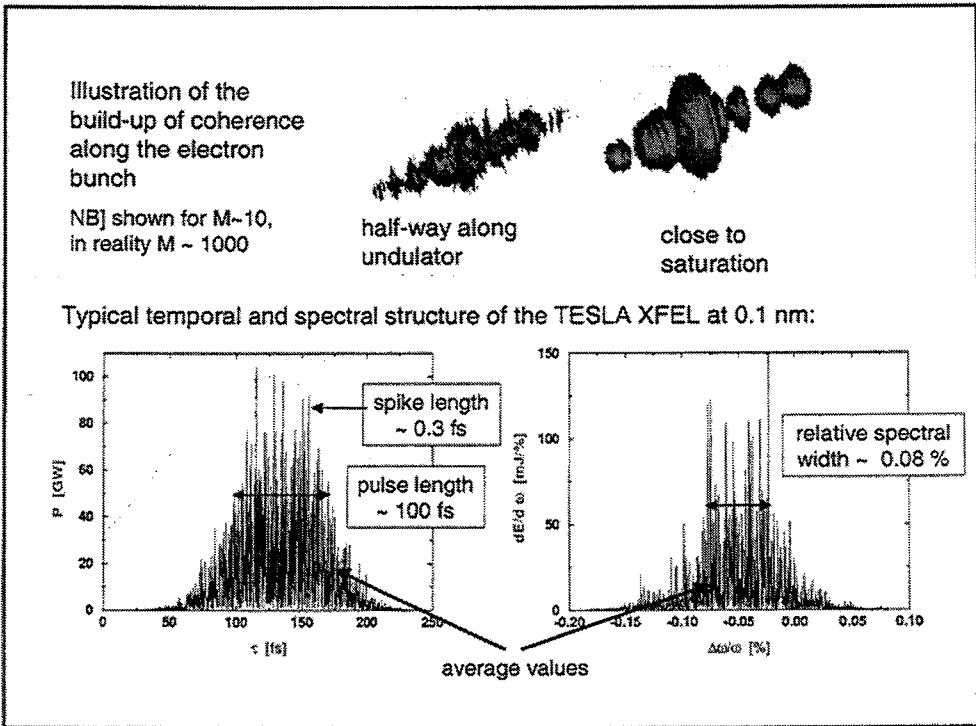 Illustration of the
build-up of coherence
along the electron
bunch
NB] shown for M~10,
in reality M ~ 1000
half-way along
undulator
close to
saturation
Typical temporal and spectral structure of the TESLA XFEL at 0.1 nm:
100
80
60
40
20
0
P [GW]
0
50
100
150
200
250
τ [fs]
spike length
~ 0.3 fs
pulse length
~ 100 fs
150
100
50
0
dE/d ω [mJ/%]
-0.20
-0.10
-0.05
0.00
0.10
Δω/ω [%]
relative spectral
width ~ 0.08 %
average values